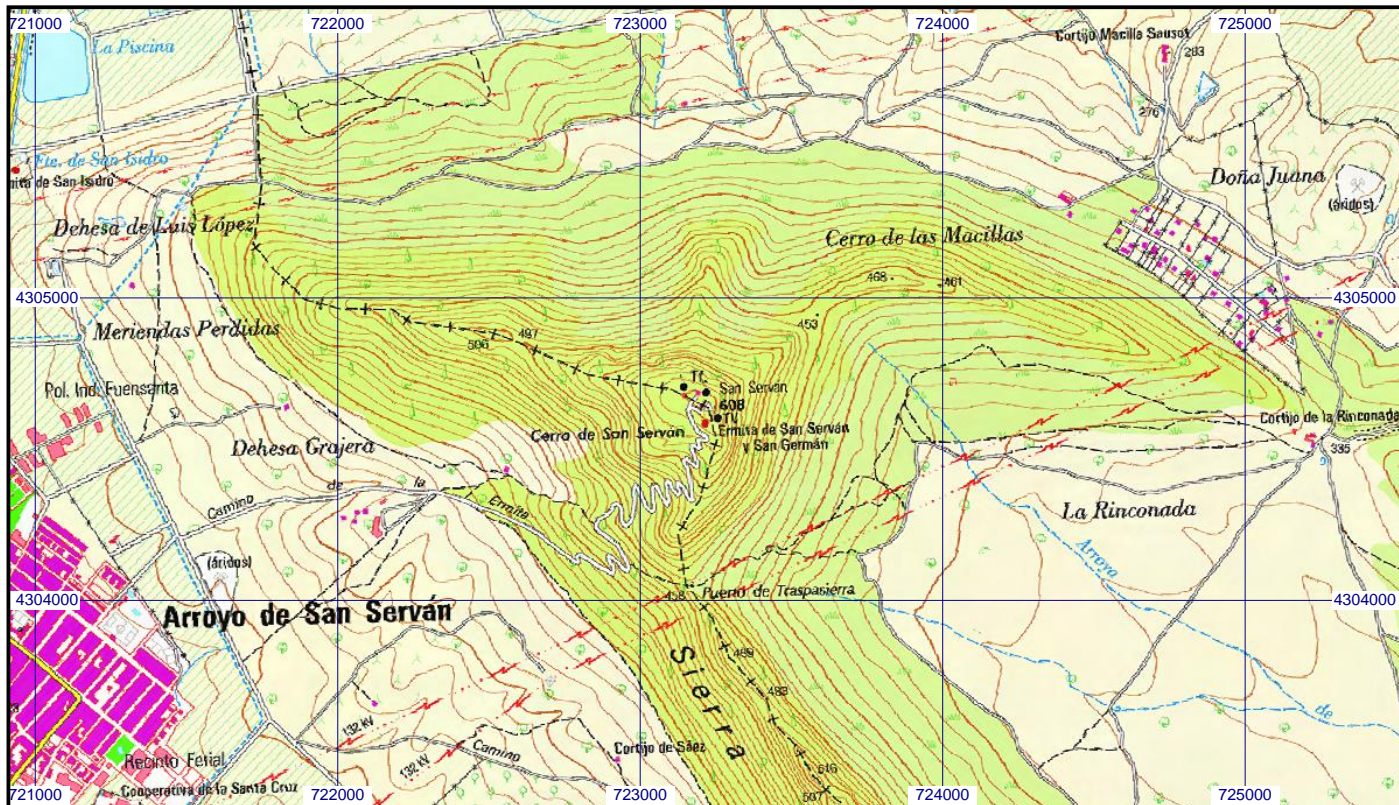 721000
722000
723000
724000
725000
La Piscina
Cortijo Macilla Sausot
283
276
Fte. de San Isidro
mita de San Isidro
Doña Juana
(áridos)
Dehesa de Luis López
Cerro de las Macillas
468
461
4305000
4305000
453
Meriendas Perdidas
497
506
Tf.
San Serván
Pol. Ind. Fuensanta
608
TV
Cortijo de la Rinconada
Cerro de San Serván
Ermita de San Serván
y San Germán
Dehesa Grajera
335
Camino de la Ermita
La Rinconada
Arroyo
(áridos)
458
Puerto de Traspasierra
4304000
4304000
Arroyo de San Serván
489
Sierra
483
de
132 kV
Camino
Cortijo de Sáez
Recinto Ferial
132 kV
516
Cooperativa de la Santa Cruz
507
721000
722000
723000
724000
725000